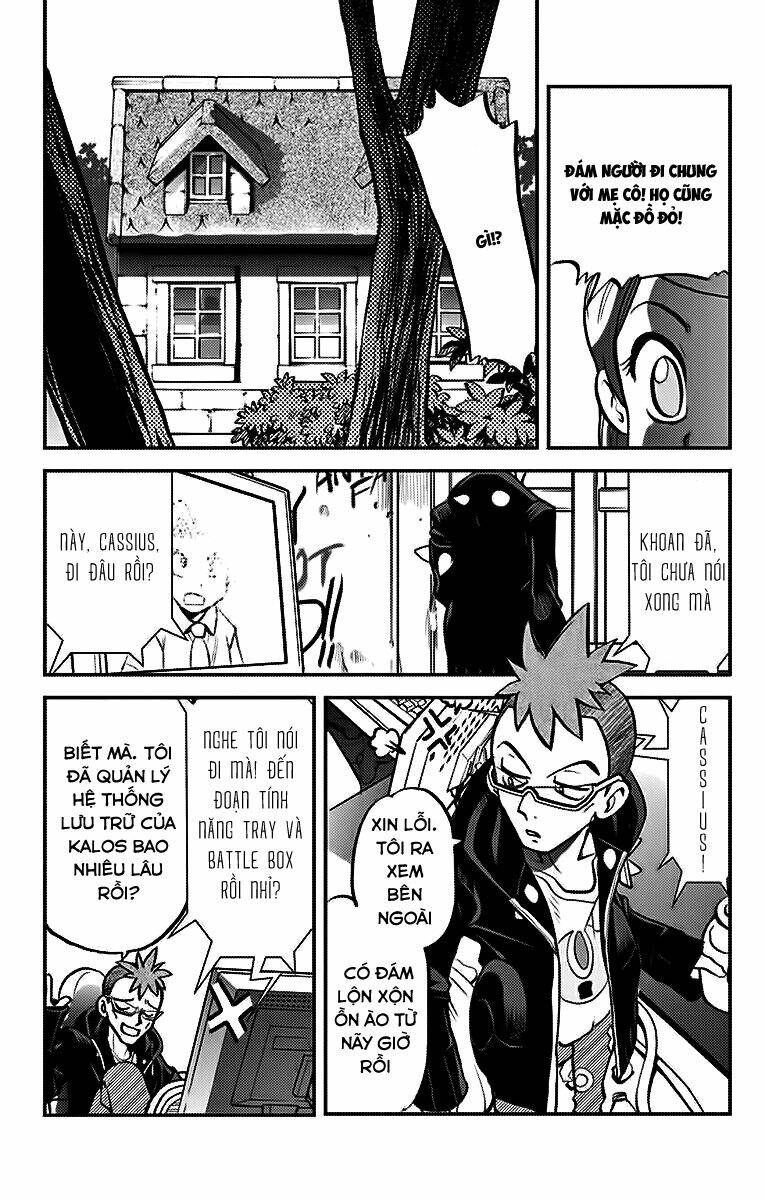 ĐÁM NGƯỜI ĐI CHUNG
VỚI MẸ CÔ! HỌ CŨNG
MẶC ĐỒ ĐỎ!
GÌ!?
KHOAN ĐÃ,
TÔI CHƯA NÓI
XONG MÀ
NÀY, CASSIUS,
ĐI ĐÂU RỒI?
CASSIUS!
XIN LỖI.
TÔI RA
XEM
BÊN
NGOÀI
CÓ ĐÁM
LỘN XỘN
ỒN ÀO TỪ
NÃY GIỜ
RỒI
NGHE TÔI NÓI
ĐI MÀ! ĐẾN
ĐOẠN TÍNH
NĂNG TRAY VÀ
BATTLE BOX
RỒI NHỈ?
BIẾT MÀ. TÔI
ĐÃ QUẢN LÝ
HỆ THỐNG
LƯU TRỮ CỦA
KALOS BAO
NHIÊU LÂU
RỒI?